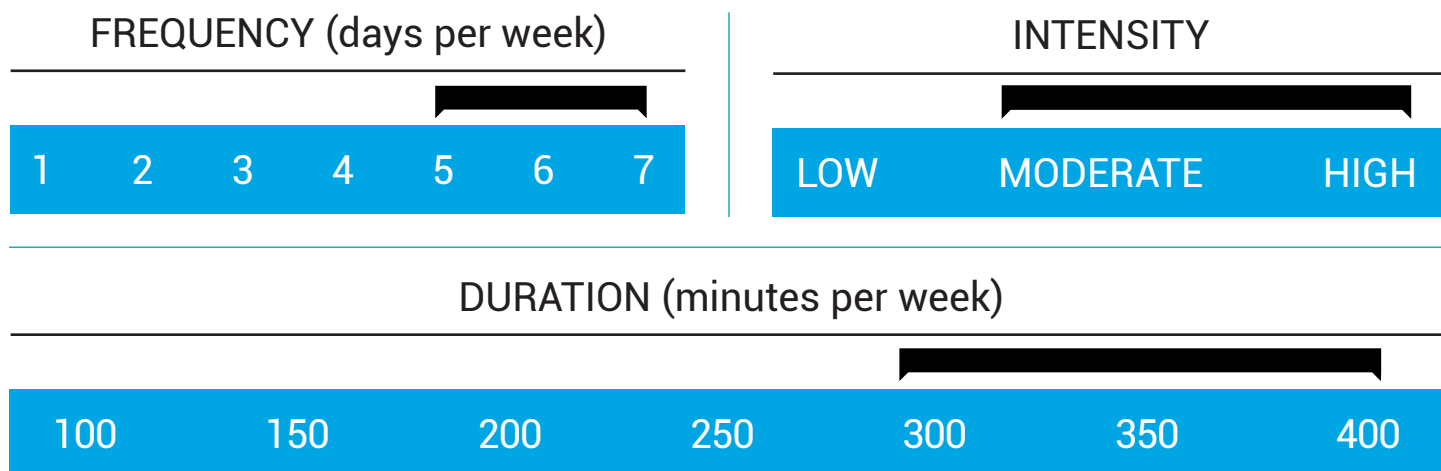 FREQUENCY (days per week)
INTENSITY
1 2 3 4 5 6 7
LOW MODERATE HIGH
DURATION (minutes per week)
100 150 200 250 300 350 400